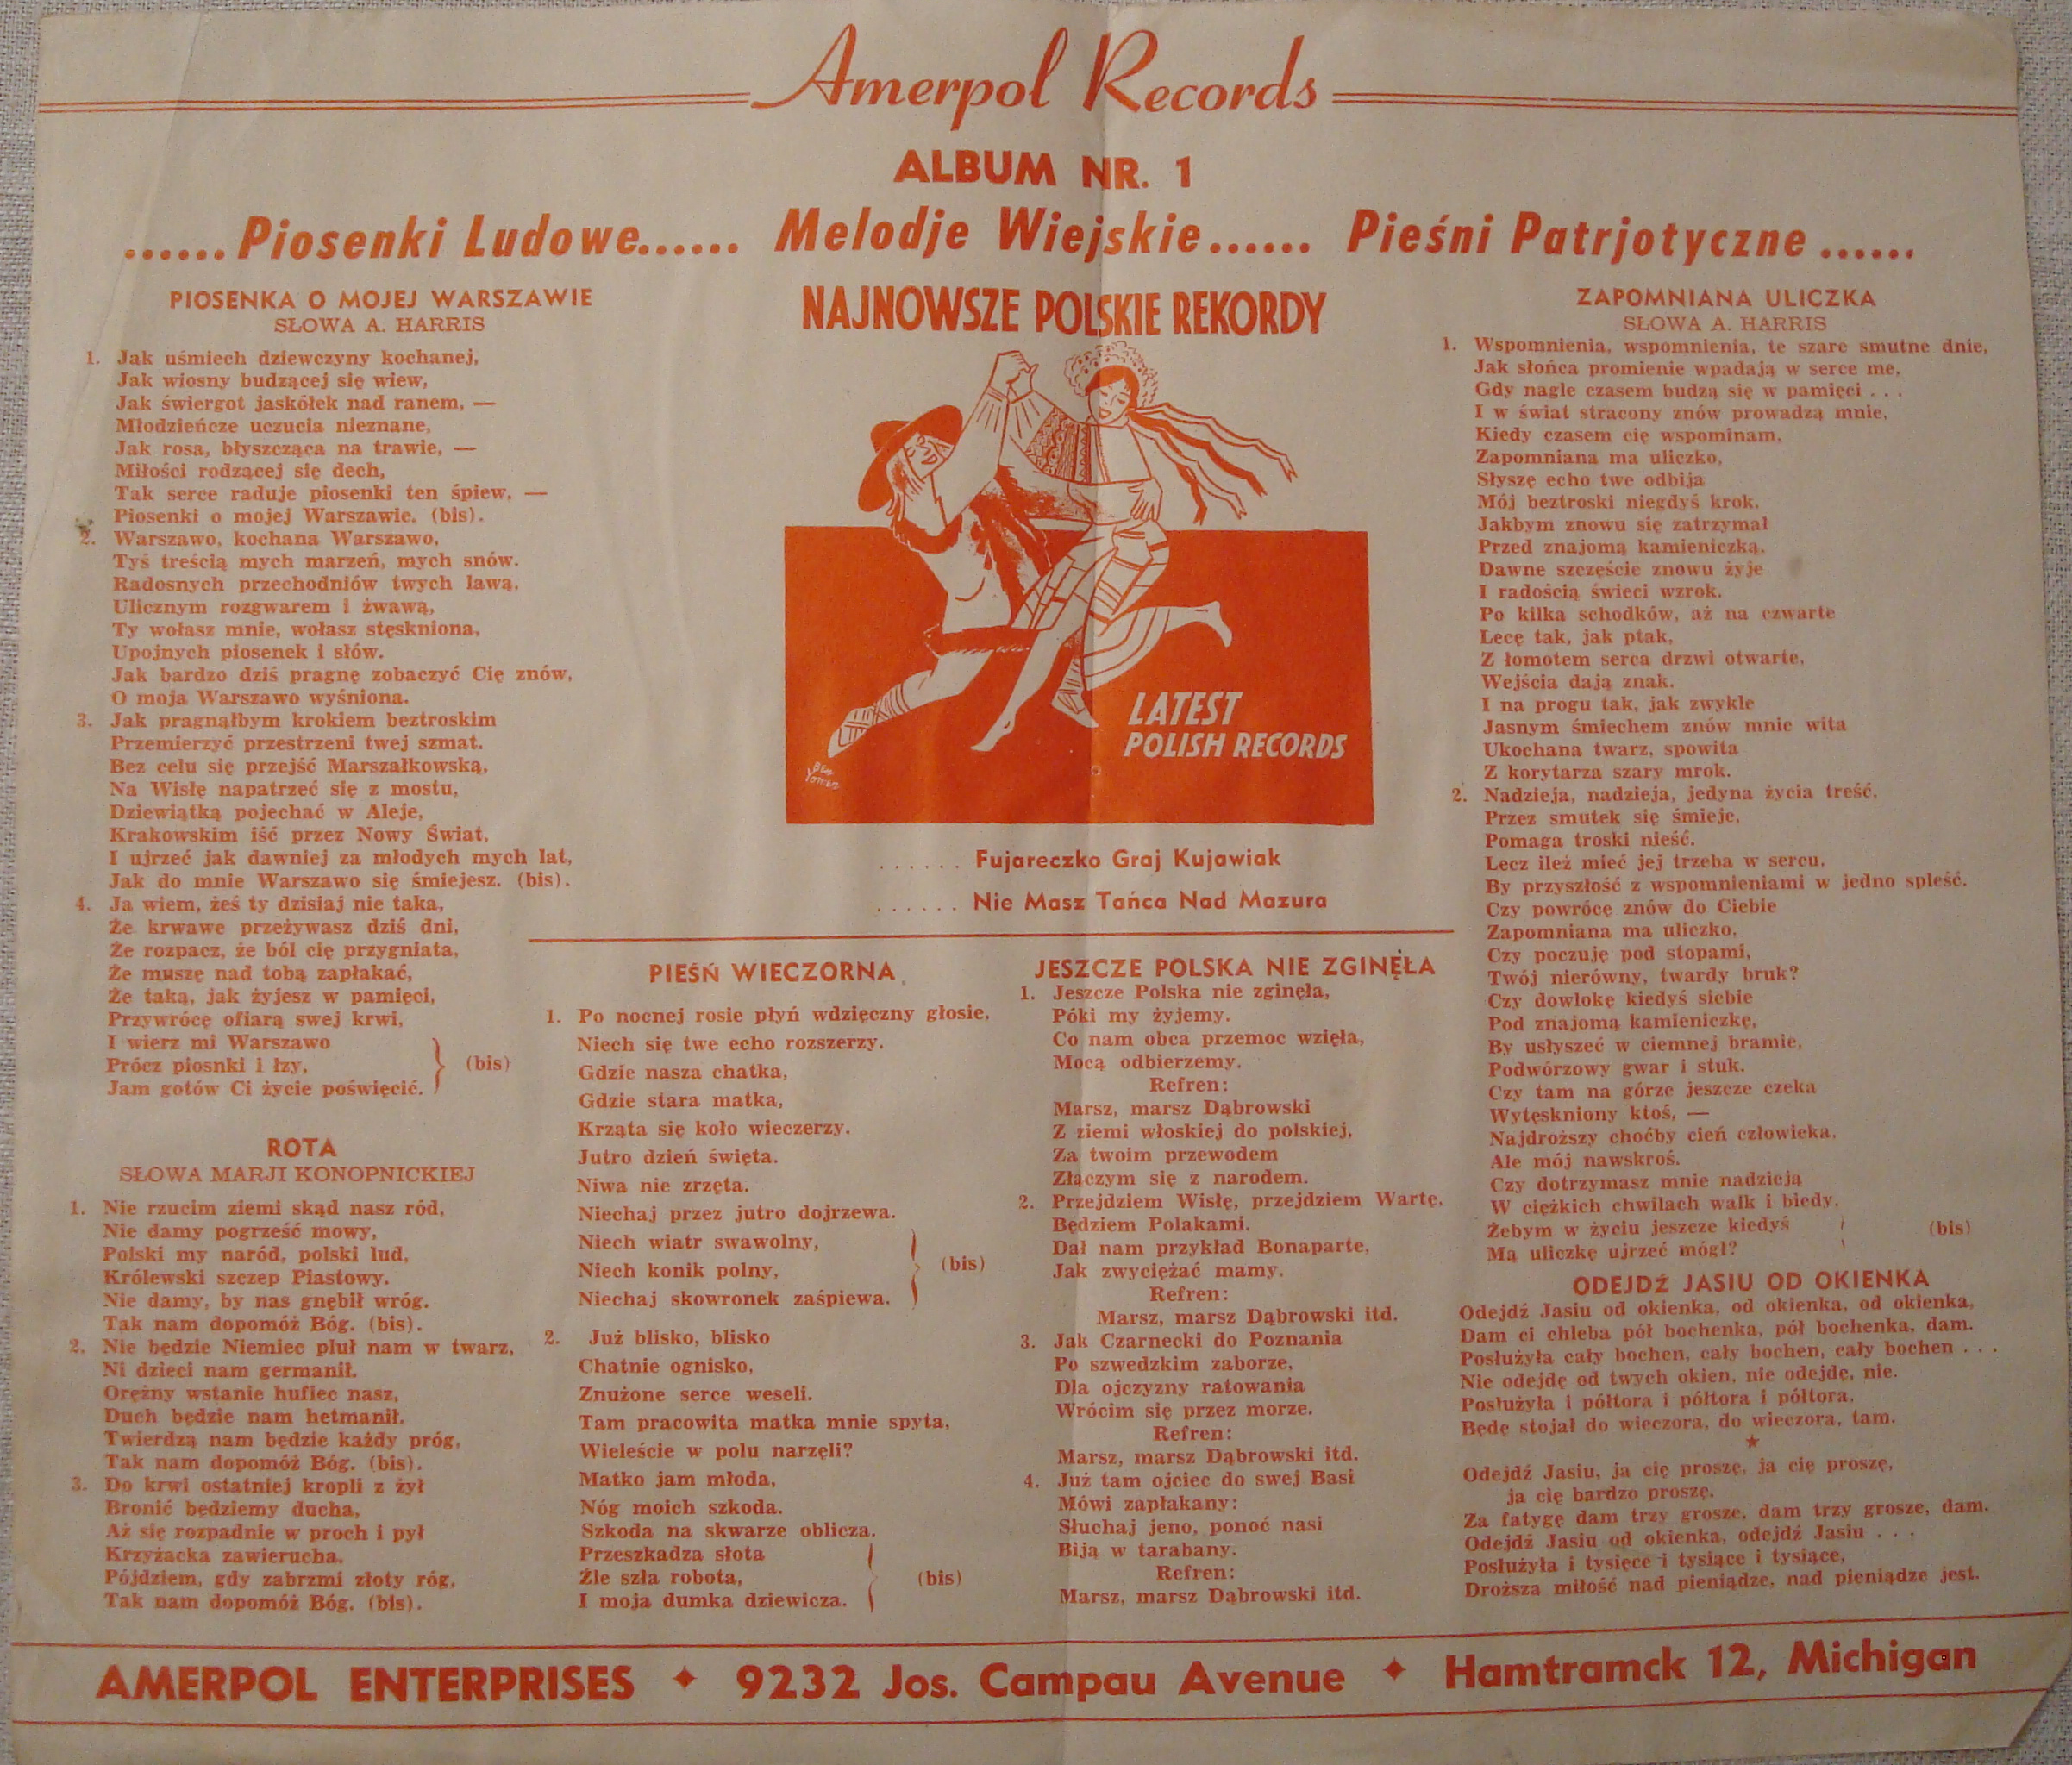 Amerpol Records
ALBUM NR. 1
......Piosenki Ludowe...... Melodje Wiejskie...... Pieśni Patrjotyczne......
PIOSENKA O MOJEJ WARSZAWIE
SŁOWA A. HARRIS
1. Jak uśmiech dziewczyny kochanej,
Jak wiosny budzącej się wiew,
Jak świergot jaskółek nad ranem, —
Młodzieńcze uczucia nieznane,
Jak rosa, błyszcząca na trawie, —
Miłości rodzącej się dech,
Tak serce raduje piosenki ten śpiew, —
Piosenki o mojej Warszawie. (bis).
2. Warszawo, kochana Warszawo,
Tyś treścią mych marzeń, mych snów.
Radosnych przechodniów twych lawą,
Ulicznym rozgwarem i żwawą,
Ty wołasz mnie, wołasz stęskniona,
Upojnych piosenek i słów.
Jak bardzo dziś pragnę zobaczyć Cię znów,
O moja Warszawo wyśniona.
3. Jak pragnąłbym krokiem beztroskim
Przemierzyć przestrzeni twej szmat.
Bez celu się przejść Marszałkowską,
Na Wisłę napatrzeć się z mostu,
Dziewiątką pojechać w Aleje,
Krakowskim iść przez Nowy Świat,
I ujrzeć jak dawniej za młodych mych lat,
Jak do mnie Warszawo się śmiejesz. (bis).
4. Ja wiem, żeś ty dzisiaj nie taka,
Że krwawe przeżywasz dziś dni,
Że rozpacz, że ból cię przygniata,
Że muszę nad tobą zapłakać,
Że taką, jak żyjesz w pamięci,
Przywrócę ofiarą swej krwi,
I wierz mi Warszawo
Prócz piosnki i łzy, (bis)
Jam gotów Ci życie poświęcić.
ROTA
SŁOWA MARJI KONOPNICKIEJ
1. Nie rzucim ziemi skąd nasz ród,
Nie damy pogrześć mowy,
Polski my naród, polski lud,
Królewski szczep Piastowy.
Nie damy, by nas gnębił wróg.
Tak nam dopomóż Bóg. (bis).
2. Nie będzie Niemiec pluł nam w twarz,
Ni dzieci nam germanił.
Orężny wstanie hufiec nasz,
Duch będzie nam hetmanił.
Twierdzą nam będzie każdy próg,
Tak nam dopomóż Bóg. (bis).
3. Do krwi ostatniej kropli z żył
Bronić będziemy ducha,
Aż się rozpadnie w proch i pył
Krzyżacka zawierucha.
Pójdziem, gdy zabrzmi złoty róg,
Tak nam dopomóż Bóg. (bis).
NAJNOWSZE POLSKIE REKORDY
LATEST
POLISH RECORDS
Ben
...... Fujareczko Graj Kujawiak
...... Nie Masz Tańca Nad Mazura
PIEŚŃ WIECZORNA
1. Po nocnej rosie płyń wdzięczny głosie,
Niech się twe echo rozszerzy.
Gdzie nasza chatka,
Gdzie stara matka,
Krząta się koło wieczerzy.
Jutro dzień święta.
Niwa nie zrzęta.
Niechaj przez jutro dojrzewa.
Niech wiatr swawolny,
Niech konik polny, (bis)
Niechaj skowronek zaśpiewa.
2. Już blisko, blisko
Chatnie ognisko,
Znużone serce weseli.
Tam pracowita matka mnie spyta,
Wieleście w polu narzęli?
Matko jam młoda,
Nóg moich szkoda.
Szkoda na skwarze oblicza.
Przeszkadza słota
Źle szła robota, (bis)
I moja dumka dziewicza.
JESZCZE POLSKA NIE ZGINĘŁA
1. Jeszcze Polska nie zginęła,
Póki my żyjemy.
Co nam obca przemoc wzięła,
Mocą odbierzemy.
Refren:
Marsz, marsz Dąbrowski
Z ziemi włoskiej do polskiej,
Za twoim przewodem
Złączym się z narodem.
2. Przejdziem Wisłę, przejdziem Wartę,
Będziem Polakami.
Dał nam przykład Bonaparte,
Jak zwyciężać mamy.
Refren:
Marsz, marsz Dąbrowski itd.
3. Jak Czarnecki do Poznania
Po szwedzkim zaborze,
Dla ojczyzny ratowania
Wrócim się przez morze.
Refren:
Marsz, marsz Dąbrowski itd.
4. Już tam ojciec do swej Basi
Mówi zapłakany:
Słuchaj jeno, ponoć nasi
Biją w tarabany.
Refren:
Marsz, marsz Dąbrowski itd.
ZAPOMNIANA ULICZKA
SŁOWA A. HARRIS
1. Wspomnienia, wspomnienia, te szare smutne dnie,
Jak słońca promienie wpadają w serce me,
Gdy nagle czasem budzą się w pamięci . . .
I w świat stracony znów prowadzą mnie,
Kiedy czasem cię wspominam,
Zapomniana ma uliczko,
Słyszę echo twe odbija
Mój beztroski niegdyś krok.
Jakbym znowu się zatrzymał
Przed znajomą kamieniczką.
Dawne szczęście znowu żyje
I radością świeci wzrok.
Po kilka schodków, aż na czwarte
Lecę tak, jak ptak,
Z łomotem serca drzwi otwarte,
Wejścia dają znak.
I na progu tak, jak zwykle
Jasnym śmiechem znów mnie wita
Ukochana twarz, spowita
Z korytarza szary mrok.
2. Nadzieja, nadzieja, jedyna życia treść,
Przez smutek się śmieje,
Pomaga troski nieść.
Lecz ileż mieć jej trzeba w sercu,
By przyszłość z wspomnieniami w jedno spleść.
Czy powrócę znów do Ciebie
Zapomniana ma uliczko,
Czy poczuję pod stopami,
Twój nierówny, twardy bruk?
Czy dowlokę kiedyś siebie
Pod znajomą kamieniczkę,
By usłyszeć w ciemnej bramie,
Podwórzowy gwar i stuk.
Czy tam na górze jeszcze czeka
Wytęskniony ktoś, —
Najdroższy choćby cień człowieka,
Ale mój nawskroś.
Czy dotrzymasz mnie nadzieją
W ciężkich chwilach walk i biedy,
Żebym w życiu jeszcze kiedyś (bis)
Mą uliczkę ujrzeć mógł?
ODEJDŹ JASIU OD OKIENKA
Odejdź Jasiu od okienka, od okienka, od okienka,
Dam ci chleba pół bochenka, pół bochenka, dam.
Posłużyła cały bochen, cały bochen, cały bochen . . .
Nie odejdę od twych okien, nie odejdę, nie.
Posłużyła i półtora i półtora i półtora,
Będę stojał do wieczora, do wieczora, tam.
Odejdź Jasiu, ja cię proszę, ja cię proszę,
ja cię bardzo proszę.
Za fatygę dam trzy grosze, dam trzy grosze, dam.
Odejdź Jasiu od okienka, odejdź Jasiu . . .
Posłużyła i tysięce i tysiące i tysiące,
Droższa miłość nad pieniądze, nad pieniądze jest.
AMERPOL ENTERPRISES ✦ 9232 Jos. Campau Avenue ✦ Hamtramck 12, Michigan